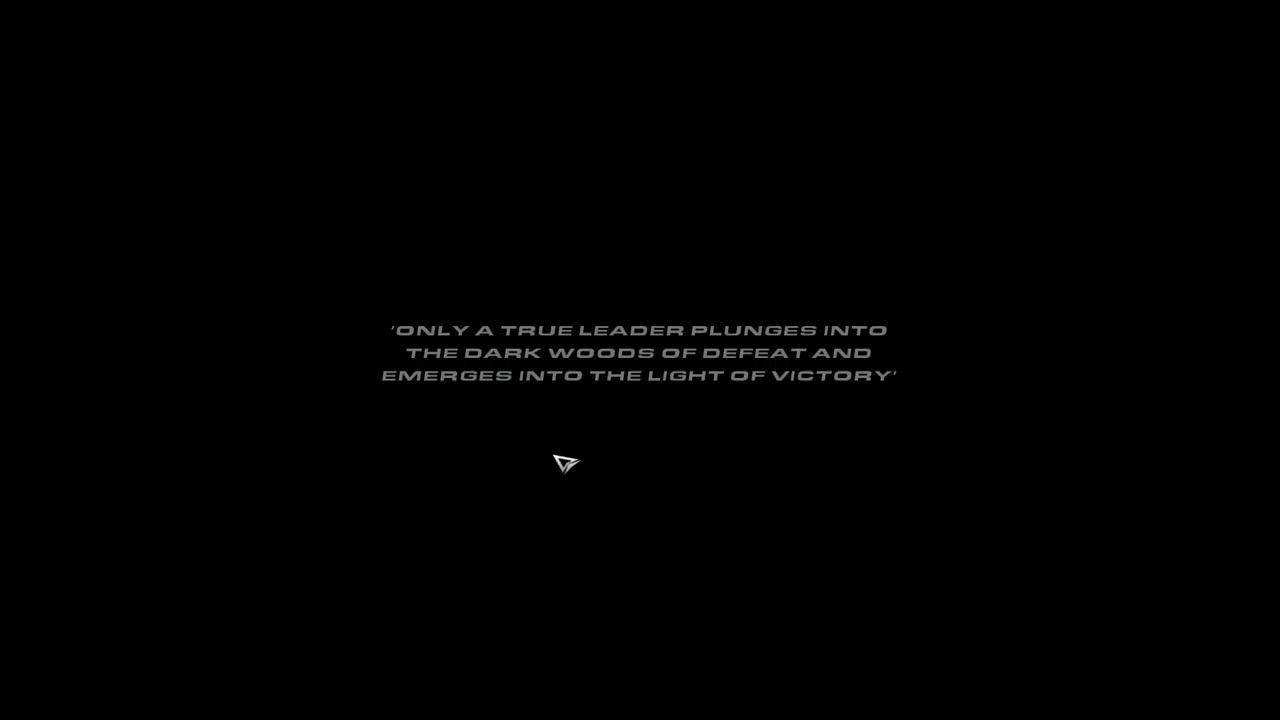 'ONLY A TRUE LEADER PLUNGES INTO
THE DARK WOODS OF DEFEAT AND
EMERGES INTO THE LIGHT OF VICTORY'